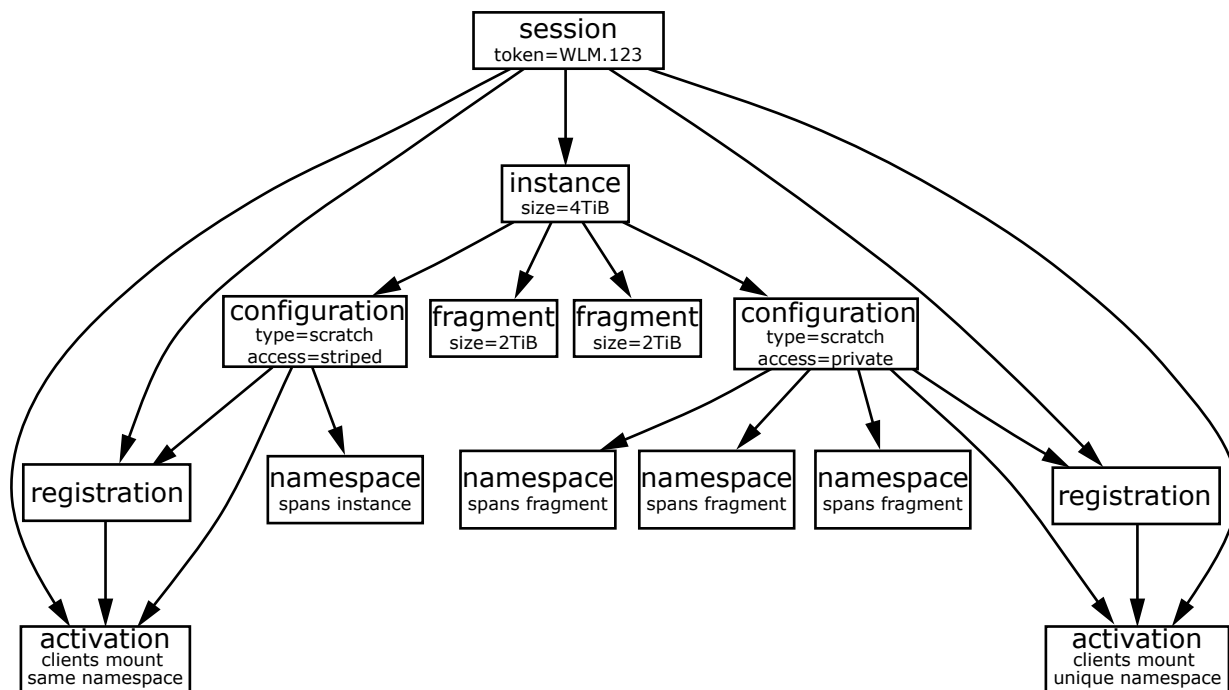 session
token=WLM.123
instance
size=4TiB
configuration
type=scratch
access=striped
fragment
size=2TiB
fragment
size=2TiB
configuration
type=scratch
access=private
registration
namespace
spans instance
namespace
spans fragment
namespace
spans fragment
namespace
spans fragment
registration
activation
clients mount
same namespace
activation
clients mount
unique namespace